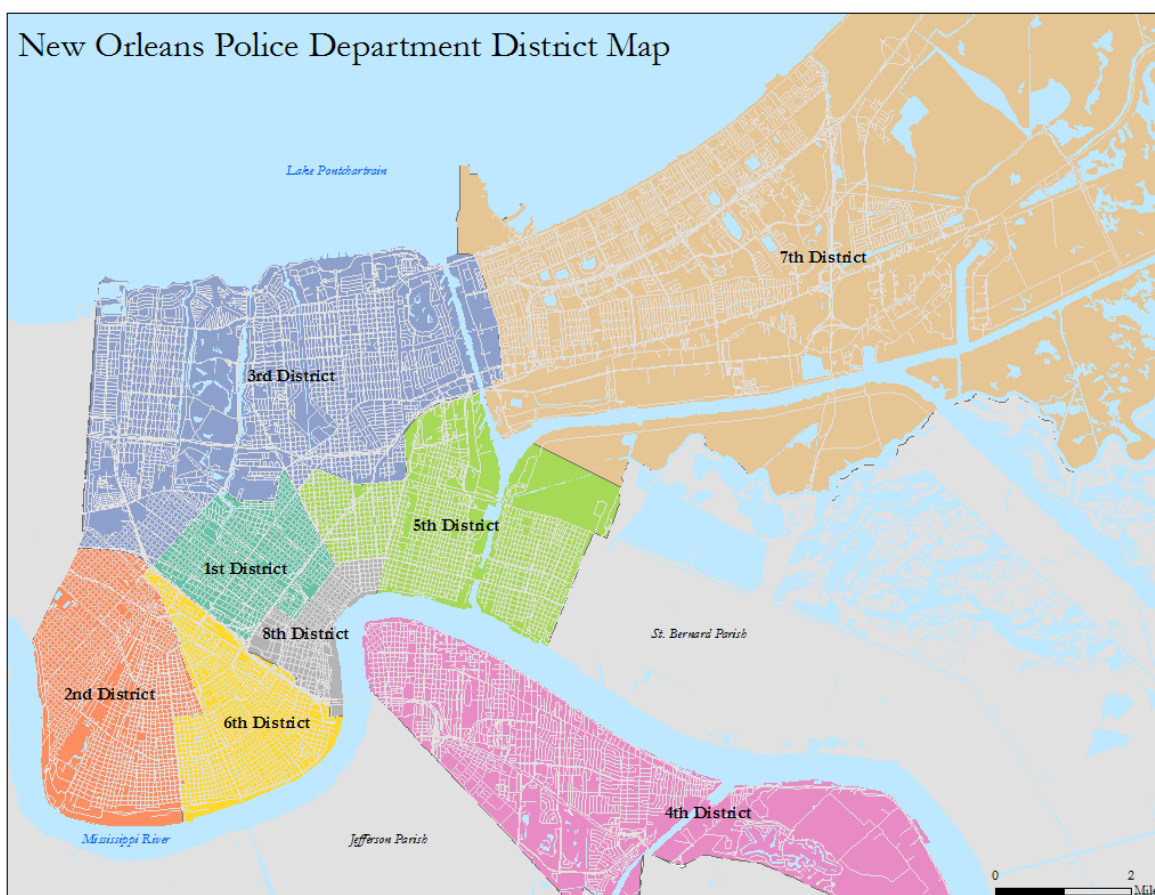 New Orleans Police Department District Map
Lake Pontchartrain
7th District
3rd District
5th District
1st District
8th District
St. Bernard Parish
2nd District
6th District
4th District
Mississippi River
Jefferson Parish
0 2
Mile